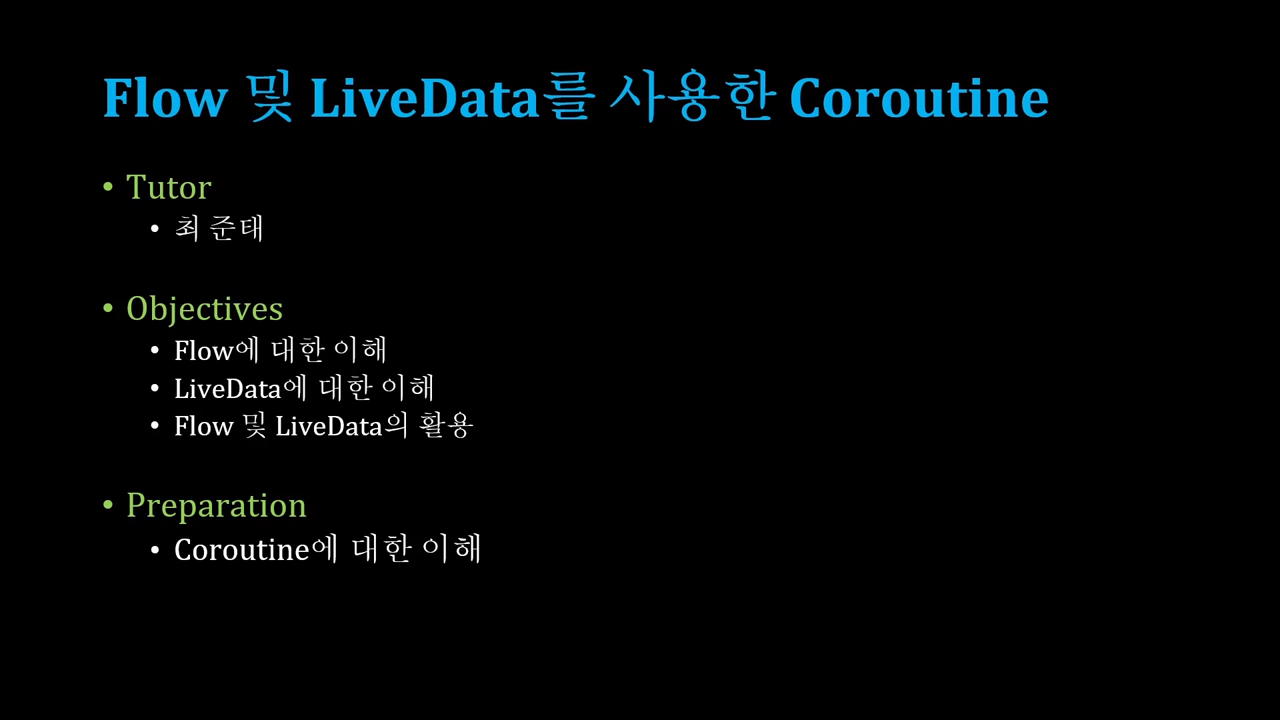 Flow 및 LiveData를 사용한 Coroutine
• Tutor
• 최 준태
• Objectives
• Flow에 대한 이해
• LiveData에 대한 이해
• Flow 및 LiveData의 활용
• Preparation
• Coroutine에 대한 이해